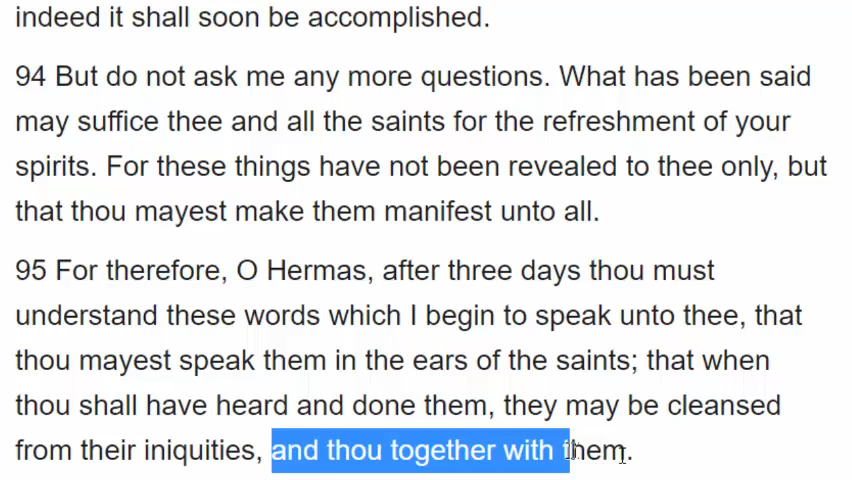 indeed it shall soon be accomplished.
94 But do not ask me any more questions. What has been said
may suffice thee and all the saints for the refreshment of your
spirits. For these things have not been revealed to thee only, but
that thou mayest make them manifest unto all.
95 For therefore, O Hermas, after three days thou must
understand these words which I begin to speak unto thee, that
thou mayest speak them in the ears of the saints; that when
thou shall have heard and done them, they may be cleansed
from their iniquities, and thou together with them.